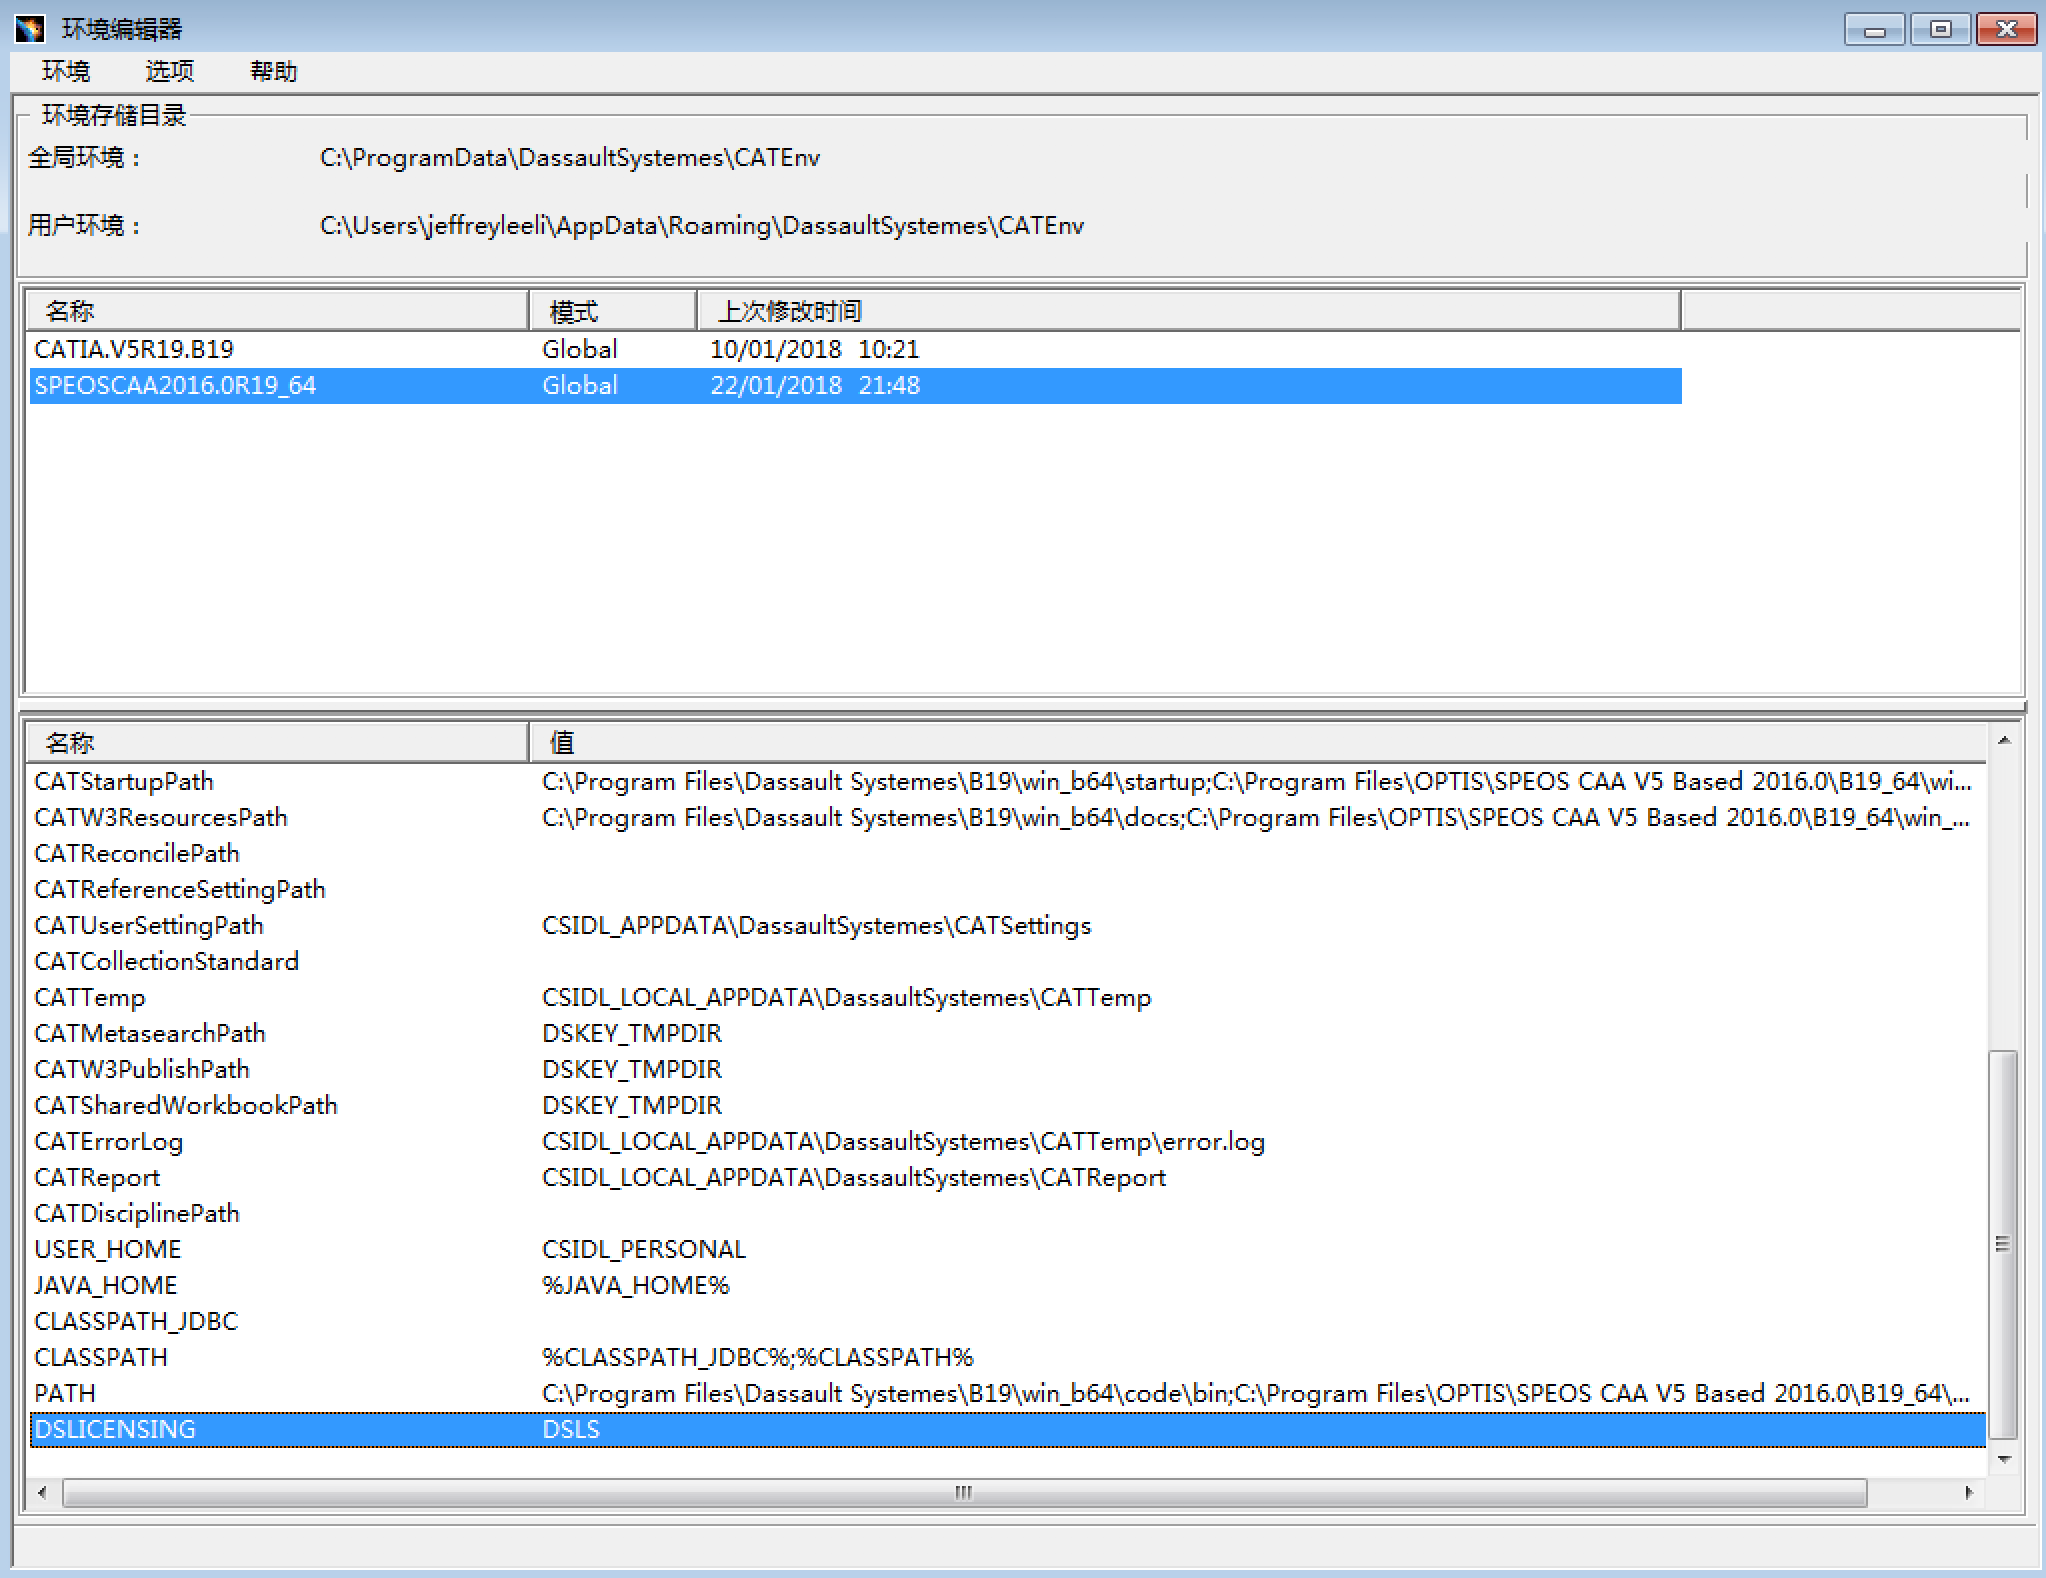 环境编辑器
环境 选项 帮助
环境存储目录
全局环境： C:\ProgramData\DassaultSystemes\CATEnv
用户环境： C:\Users\jeffreyleeli\AppData\Roaming\DassaultSystemes\CATEnv
名称 模式 上次修改时间
CATIA.V5R19.B19 Global 10/01/2018 10:21
SPEOSCAA2016.0R19_64 Global 22/01/2018 21:48
名称 值
CATStartupPath C:\Program Files\Dassault Systemes\B19\win_b64\startup;C:\Program Files\OPTIS\SPEOS CAA V5 Based 2016.0\B19_64\wi...
CATW3ResourcesPath C:\Program Files\Dassault Systemes\B19\win_b64\docs;C:\Program Files\OPTIS\SPEOS CAA V5 Based 2016.0\B19_64\win_...
CATReconcilePath
CATReferenceSettingPath
CATUserSettingPath CSIDL_APPDATA\DassaultSystemes\CATSettings
CATCollectionStandard
CATTemp CSIDL_LOCAL_APPDATA\DassaultSystemes\CATTemp
CATMetasearchPath DSKEY_TMPDIR
CATW3PublishPath DSKEY_TMPDIR
CATSharedWorkbookPath DSKEY_TMPDIR
CATErrorLog CSIDL_LOCAL_APPDATA\DassaultSystemes\CATTemp\error.log
CATReport CSIDL_LOCAL_APPDATA\DassaultSystemes\CATReport
CATDisciplinePath
USER_HOME CSIDL_PERSONAL
JAVA_HOME %JAVA_HOME%
CLASSPATH_JDBC
CLASSPATH %CLASSPATH_JDBC%;%CLASSPATH%
PATH C:\Program Files\Dassault Systemes\B19\win_b64\code\bin;C:\Program Files\OPTIS\SPEOS CAA V5 Based 2016.0\B19_64\...
DSLICENSING DSLS